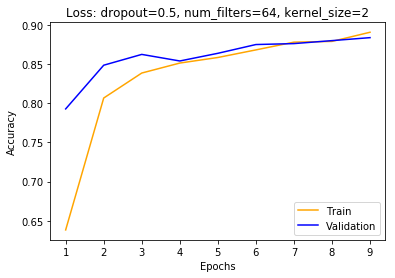 Loss: dropout=0.5, num_filters=64, kernel_size=2
0.90
0.85
0.80
0.75
0.70
0.65
Accuracy
1 2 3 4 5 6 7 8 9
Epochs
Train
Validation